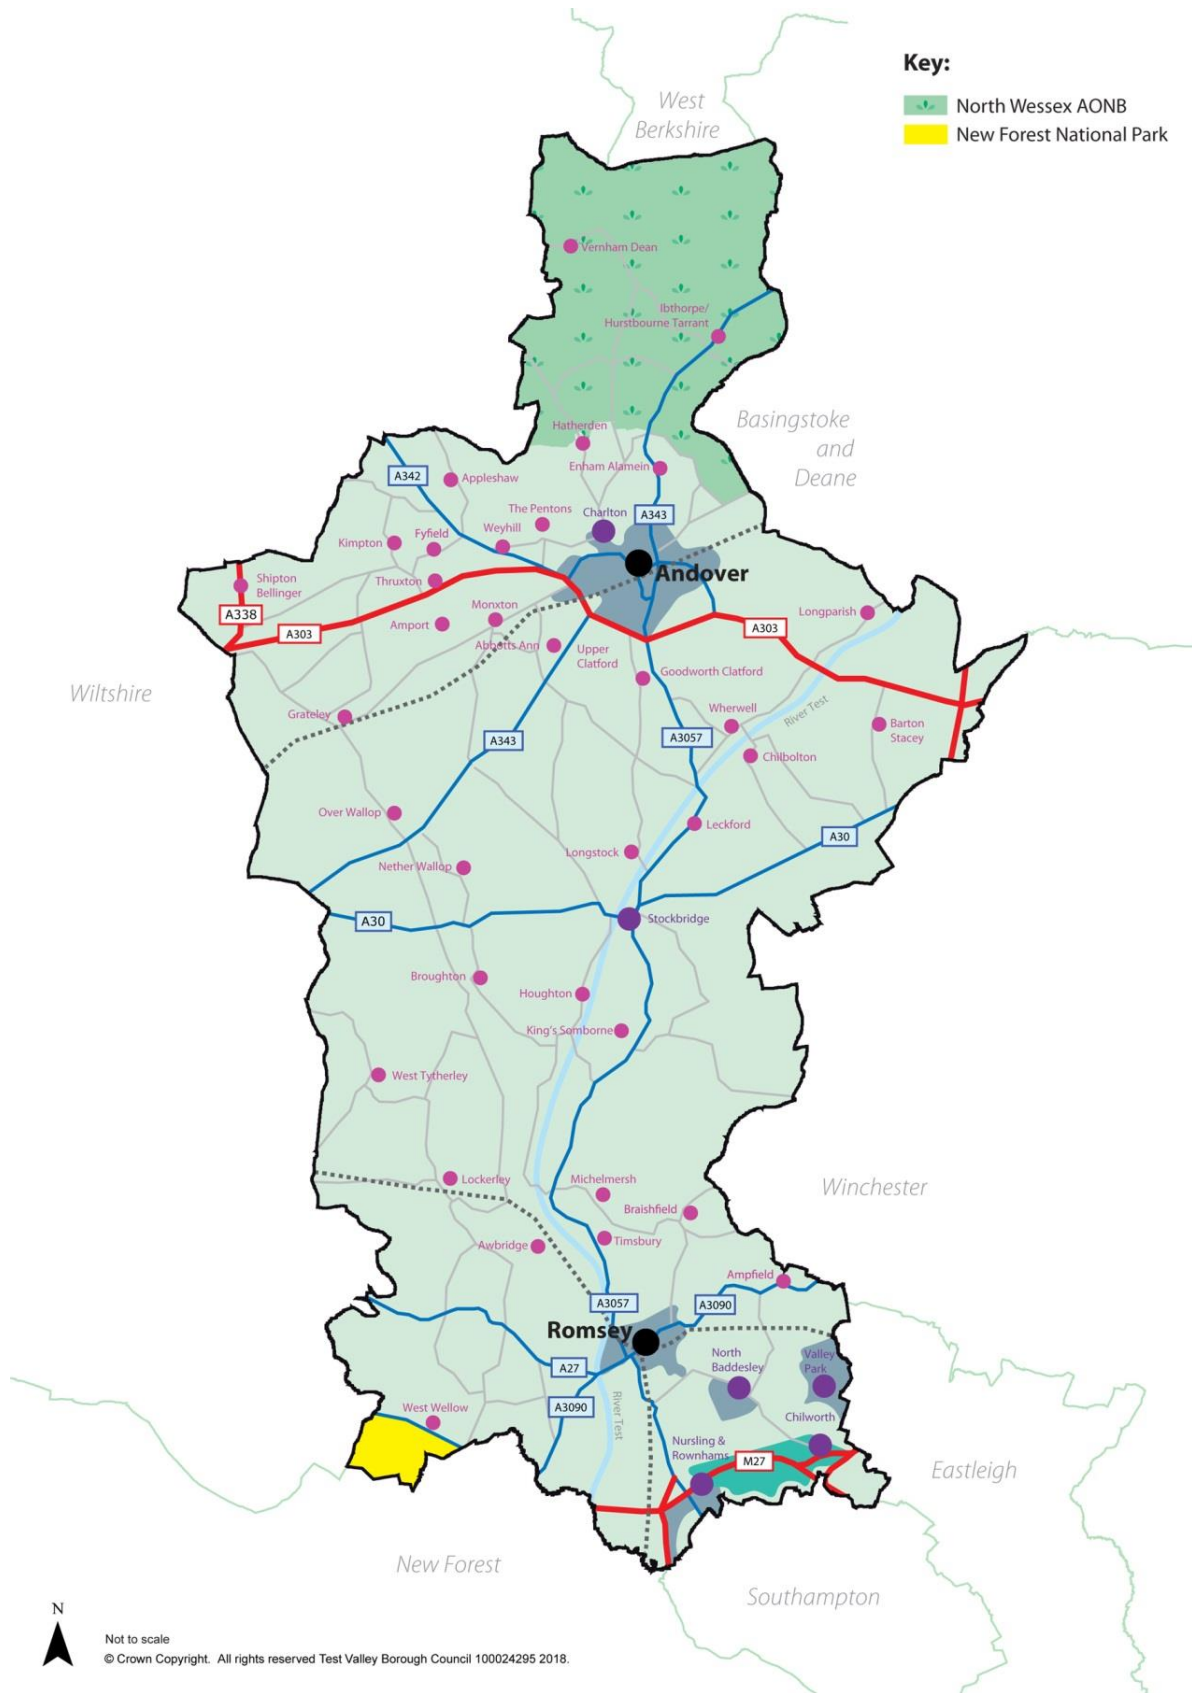 Key:
North Wessex AONB
New Forest National Park
West
Berkshire
Vernham Dean
Ibthorpe/
Hurstbourne Tarrant
Basingstoke
and
Deane
Hatherden
Enham Alamein
A342
Appleshaw
The Pentons
Charlton
A343
Weyhill
Fyfield
Kimpton
Andover
Shipton
Bellinger
Thruxton
A338
A303
Amport
Monxton
Abbotts Ann
Upper
Clatford
A303
Longparish
Goodworth Clatford
Wiltshire
Grateley
A343
A3057
Wherwell
River Test
Barton
Stacey
Chilbolton
Over Wallop
Leckford
A30
Nether Wallop
Longstock
A30
Stockbridge
Broughton
Houghton
King's Somborne
West Tytherley
Lockerley
Michelmersh
Winchester
Braishfield
Awbridge
Timsbury
Ampfield
A3057
A3090
Romsey
North
Baddesley
Valley
Park
A27
A3090
West Wellow
River Test
Chilworth
Nursling &
Rownhams
M27
Eastleigh
New Forest
Southampton
N
Not to scale
© Crown Copyright. All rights reserved Test Valley Borough Council 100024295 2018.